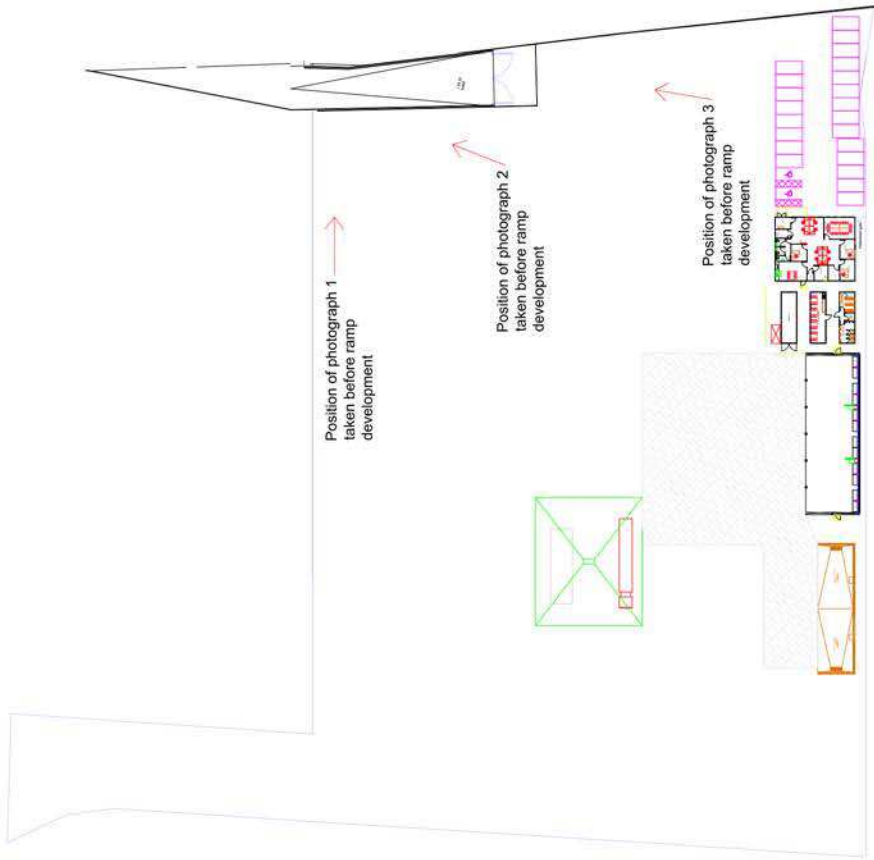 Position of photograph 1
taken before ramp
development
Position of photograph 2
taken before ramp
development
Position of photograph 3
taken before ramp
development